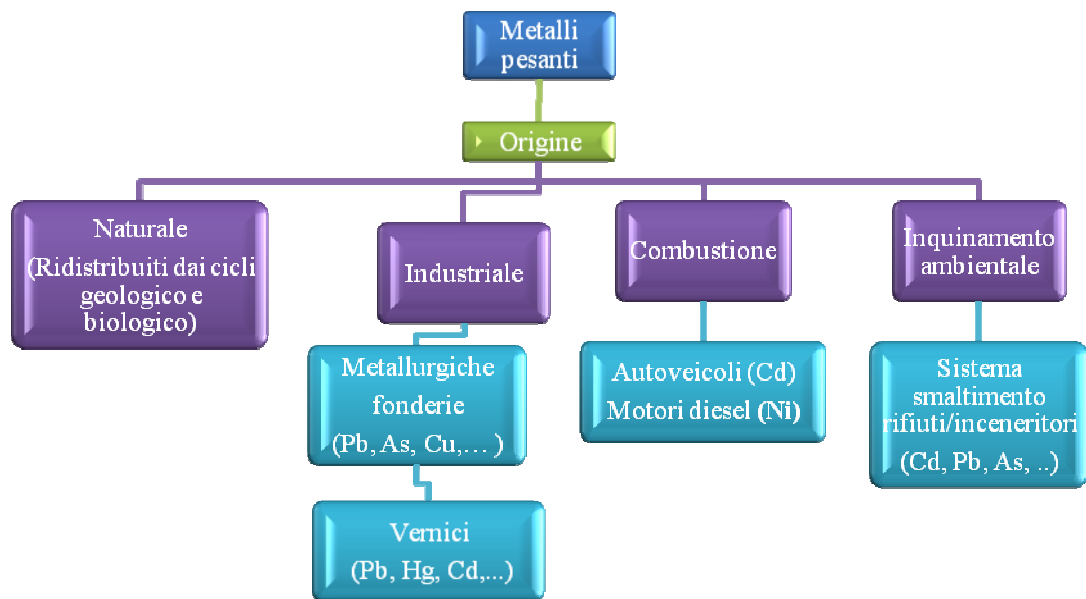 Metalli
pesanti
Origine
Naturale
(Ridistribuiti dai cicli
geologico e
biologico)
Industriale
Combustione
Inquinamento
ambientale
Metallurgiche
fonderie
(Pb, As, Cu,... )
Autoveicoli (Cd)
Motori diesel (Ni)
Sistema
smaltimento
rifiuti/inceneritori
(Cd, Pb, As, ..)
Vernici
(Pb, Hg, Cd,...)